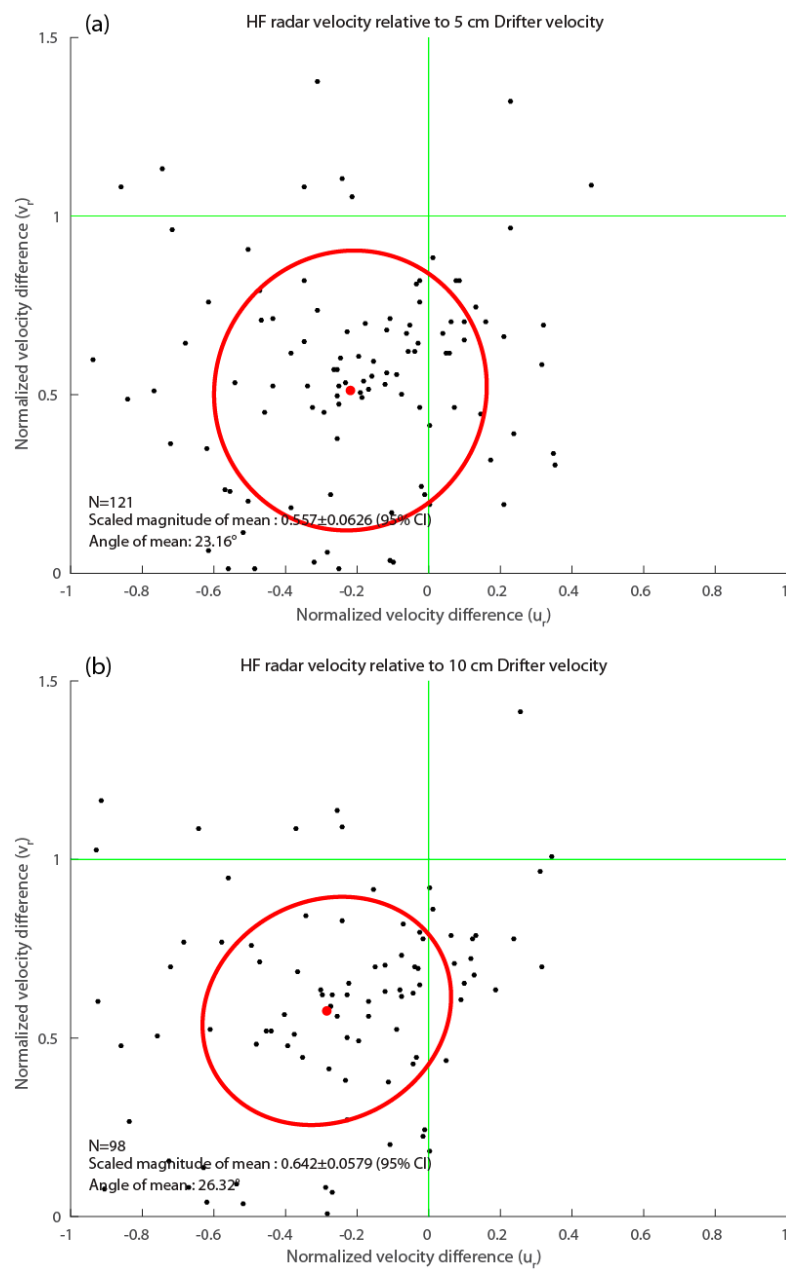 (a)
HF radar velocity relative to 5 cm Drifter velocity
1.5
1
0.5
0
Normalized velocity difference (vr)
N=121
Scaled magnitude of mean : 0.557±0.0626 (95% CI)
Angle of mean: 23.16°
-1 -0.8 -0.6 -0.4 -0.2 0 0.2 0.4 0.6 0.8 1
Normalized velocity difference (ur)
(b)
HF radar velocity relative to 10 cm Drifter velocity
1.5
1
0.5
0
Normalized velocity difference (vr)
N=98
Scaled magnitude of mean : 0.642±0.0579 (95% CI)
Angle of mean : 26.32°
-1 -0.8 -0.6 -0.4 -0.2 0 0.2 0.4 0.6 0.8 1
Normalized velocity difference (ur)